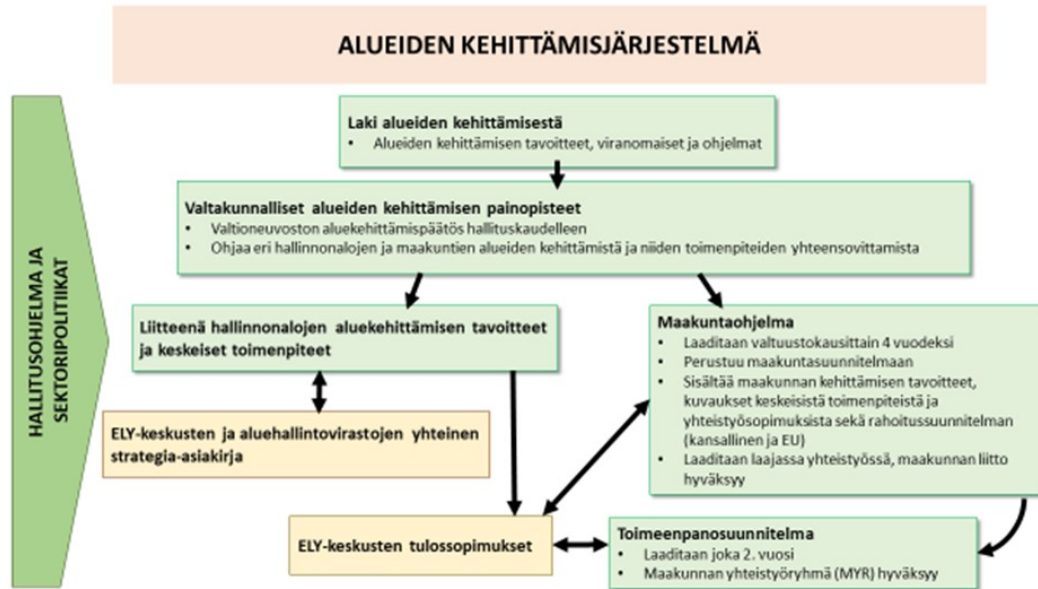 ALUEIDEN KEHITTÄMISJÄRJESTELMÄ
HALLITUSOHJELMA JA
SEKTORIPOLITIIKAT
Laki alueiden kehittämisestä
• Alueiden kehittämisen tavoitteet, viranomaiset ja ohjelmat
Valtakunnalliset alueiden kehittämisen painopisteet
• Valtioneuvoston aluekehittämispäätös hallituskaudelleen
• Ohjaa eri hallinnonalojen ja maakuntien alueiden kehittämistä ja niiden toimenpiteiden yhteensovittamista
Liitteenä hallinnonalojen aluekehittämisen tavoitteet
ja keskeiset toimenpiteet
Maakuntaohjelma
• Laaditaan valtuustokausittain 4 vuodeksi
• Perustuu maakuntasuunnitelmaan
• Sisältää maakunnan kehittämisen tavoitteet,
kuvaukset keskeisistä toimenpiteistä ja
yhteistyösopimuksista sekä rahoitussuunnitelman
(kansallinen ja EU)
• Laaditaan laajassa yhteistyössä, maakunnan liitto
hyväksyy
ELY-keskusten ja aluehallintovirastojen yhteinen
strategia-asiakirja
ELY-keskusten tulossopimukset
Toimeenpanosuunnitelma
• Laaditaan joka 2. vuosi
• Maakunnan yhteistyöryhmä (MYR) hyväksyy